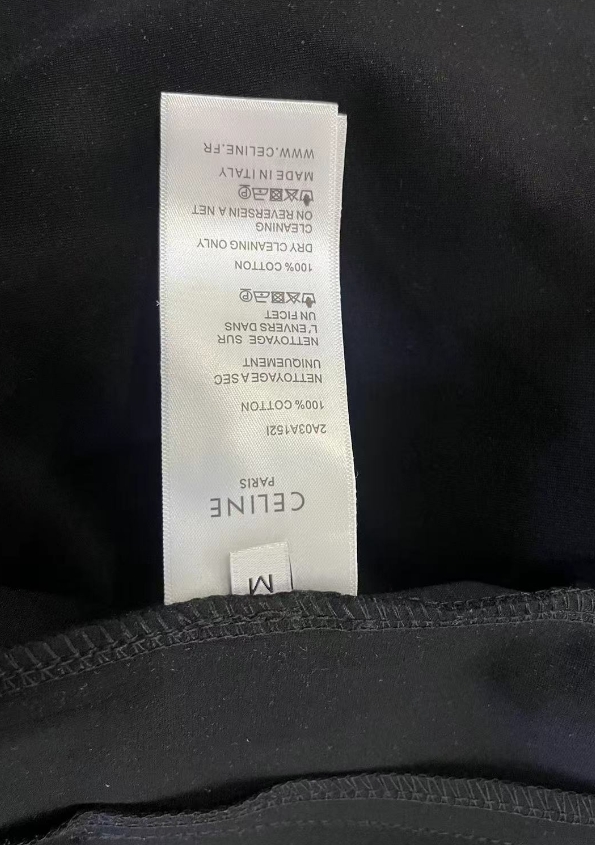 M
CELINE
PARIS
2A03A152I
100% COTTON
NETTOYAGE A SEC
UNIQUEMENT
NETTOYAGE SUR
L'ENVERS DANS
UN FICET
100% COTTON
DRY CLEANING ONLY
CLEANING
ON REVERSEIN A NET
MADE IN ITALY
WWW.CELINE.FR